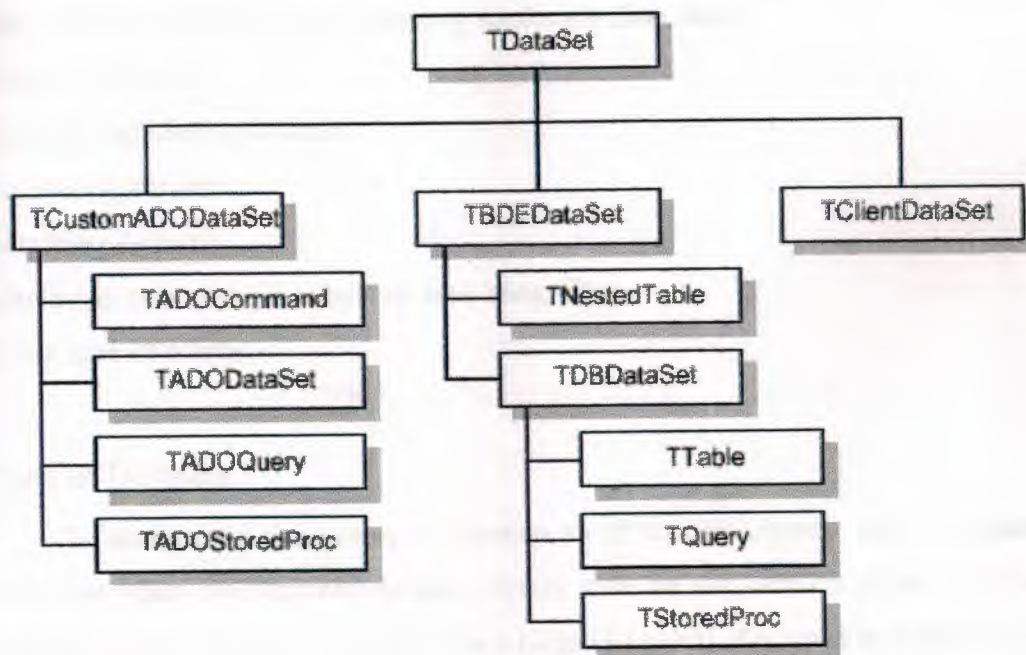 TDataSet
TCustomADODataSet
TBDEDataSet
TClientDataSet
TADOCommand
TNestedTable
TADODataSet
TDBDataSet
TADOQuery
TTable
TADOStoredProc
TQuery
TStoredProc